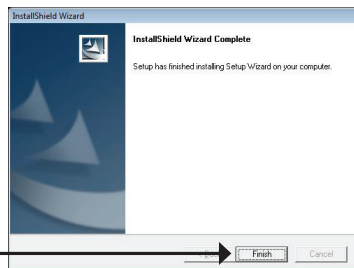 InstallShield Wizard
InstallShield Wizard Complete
Setup has finished installing Setup Wizard on your computer.
Finish
Cancel